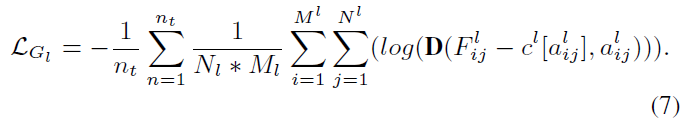 \mathcal{L}_{G_l} = -\frac{1}{n_t} \sum_{n=1}^{n_t} \frac{1}{N_l * M_l} \sum_{i=1}^{M^l} \sum_{j=1}^{N^l} (log(\mathbf{D}(F_{ij}^l - c^l[a_{ij}^l], a_{ij}^l))).
(7)